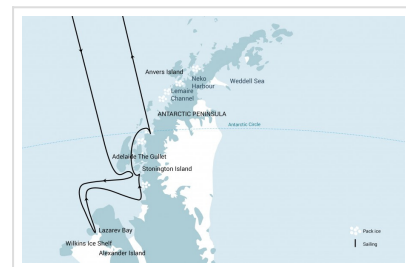 Anvers Island
Neko
Harbour
Weddell Sea
Lemaire
Channel
ANTARCTIC PENINSULA
Antarctic Circle
Adelaide The Gullet
Stonington Island
Lazarev Bay
Pack ice
Wilkins Ice Shelf
Sailing
Alexander Island